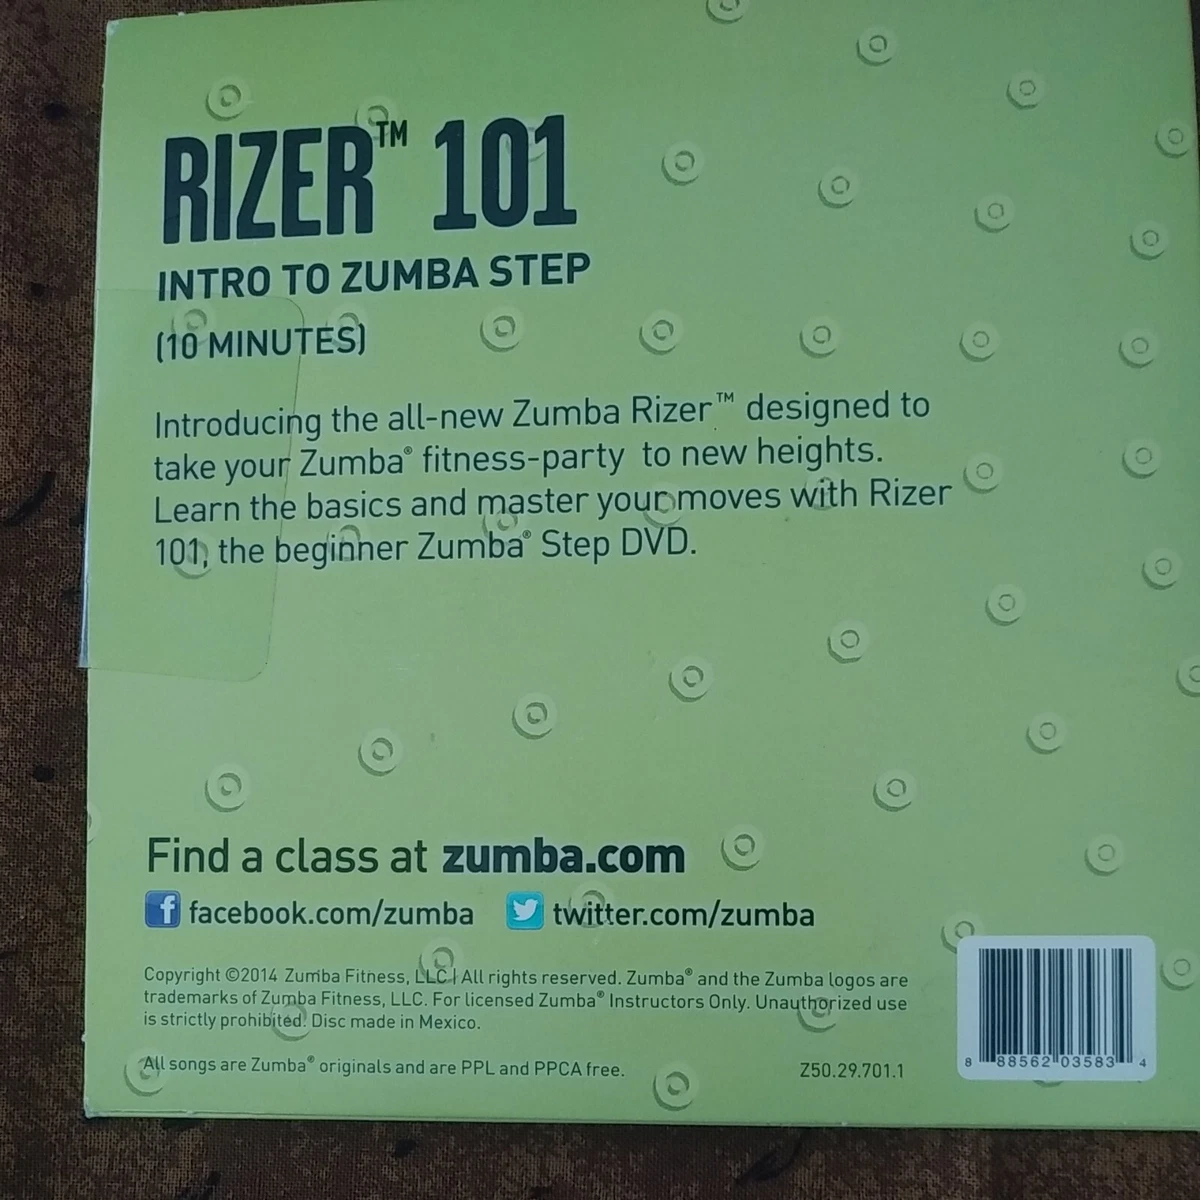 RIZER™ 101
INTRO TO ZUMBA STEP
(10 MINUTES)
Introducing the all-new Zumba Rizer™ designed to
take your Zumba® fitness-party to new heights.
Learn the basics and master your moves with Rizer
101, the beginner Zumba® Step DVD.
Find a class at zumba.com
facebook.com/zumba twitter.com/zumba
Copyright ©2014 Zumba Fitness, LLC | All rights reserved. Zumba® and the Zumba logos are
trademarks of Zumba Fitness, LLC. For licensed Zumba® Instructors Only. Unauthorized use
is strictly prohibited. Disc made in Mexico.
All songs are Zumba® originals and are PPL and PPCA free.
Z50.29.701.1
8 88562 03583 4